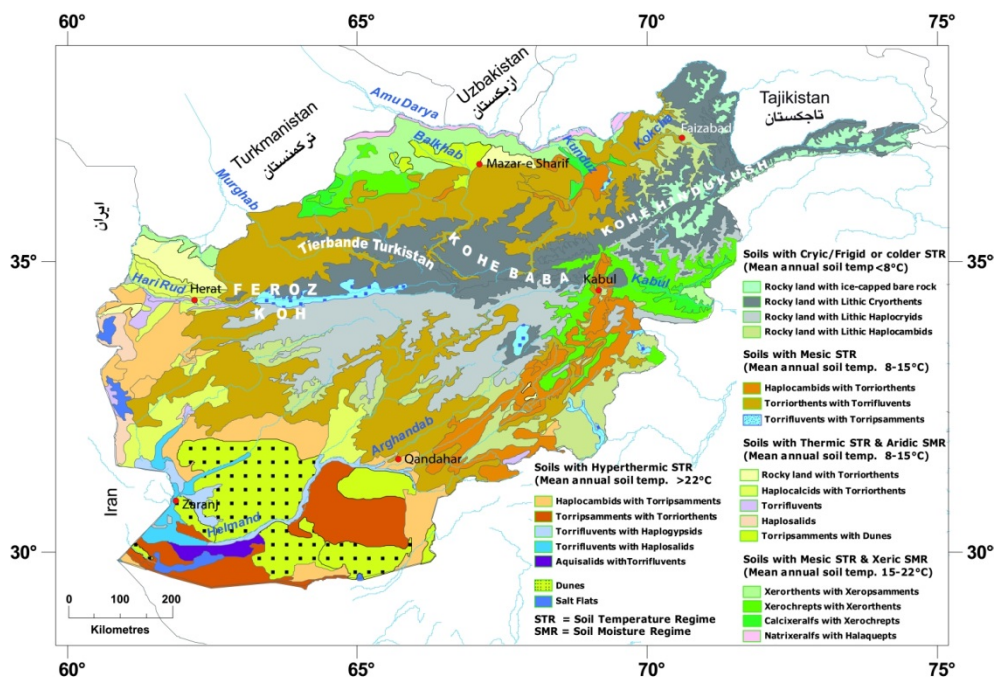 60°
65°
70°
75°
Uzbakistan
ازبکستان
Amu Darya
Tajikistan
تاجکستان
Turkmanistan
ترکمنستان
Faizabad
Kokcha
Kunduz
Balkhab
Mazar-e Sharif
Murghab
ایران
KOHE HINDUKUSH
Tierbande Turkistan
KOHE BABA
35°
35°
Hari Rud
Herat
FEROZ
KOH
Kabul
Kabul
Arghandab
Qandahar
Iran
Zaranj
Helmahd
30°
30°
0 100 200
Kilometres
Soils with Hyperthermic STR
(Mean annual soil temp. >22°C
Haplocambids with Torripsamments
Torripsamments with Torriorthents
Torrifluvents with Haplogypsids
Torrifluvents with Haplosalids
Aquisalids withTorrifluvents
Dunes
Salt Flats
STR = Soil Temperature Regime
SMR = Soil Moisture Regime
Soils with Cryic/Frigid or colder STR
(Mean annual soil temp<8°C)
Rocky land with ice-capped bare rock
Rocky land with Lithic Cryorthents
Rocky land with Lithic Haplocryids
Rocky land with Lithic Haplocambids
Soils with Mesic STR
(Mean annual soil temp. 8-15°C)
Haplocambids with Torriorthents
Torriorthents with Torrifluvents
Torrifluvents with Torripsamments
Soils with Thermic STR & Aridic SMR
(Mean annual soil temp. 8-15°C)
Rocky land with Torriorthents
Haplocalcids with Torriorthents
Torrifluvents
Haplosalids
Torripsamments with Dunes
Soils with Mesic STR & Xeric SMR
(Mean annual soil temp. 15-22°C)
Xerorthents with Xeropsamments
Xerochrepts with Xerorthents
Calcixeralfs with Xerochrepts
Natrixeralfs with Halaquepts
60°
65°
70°
75°